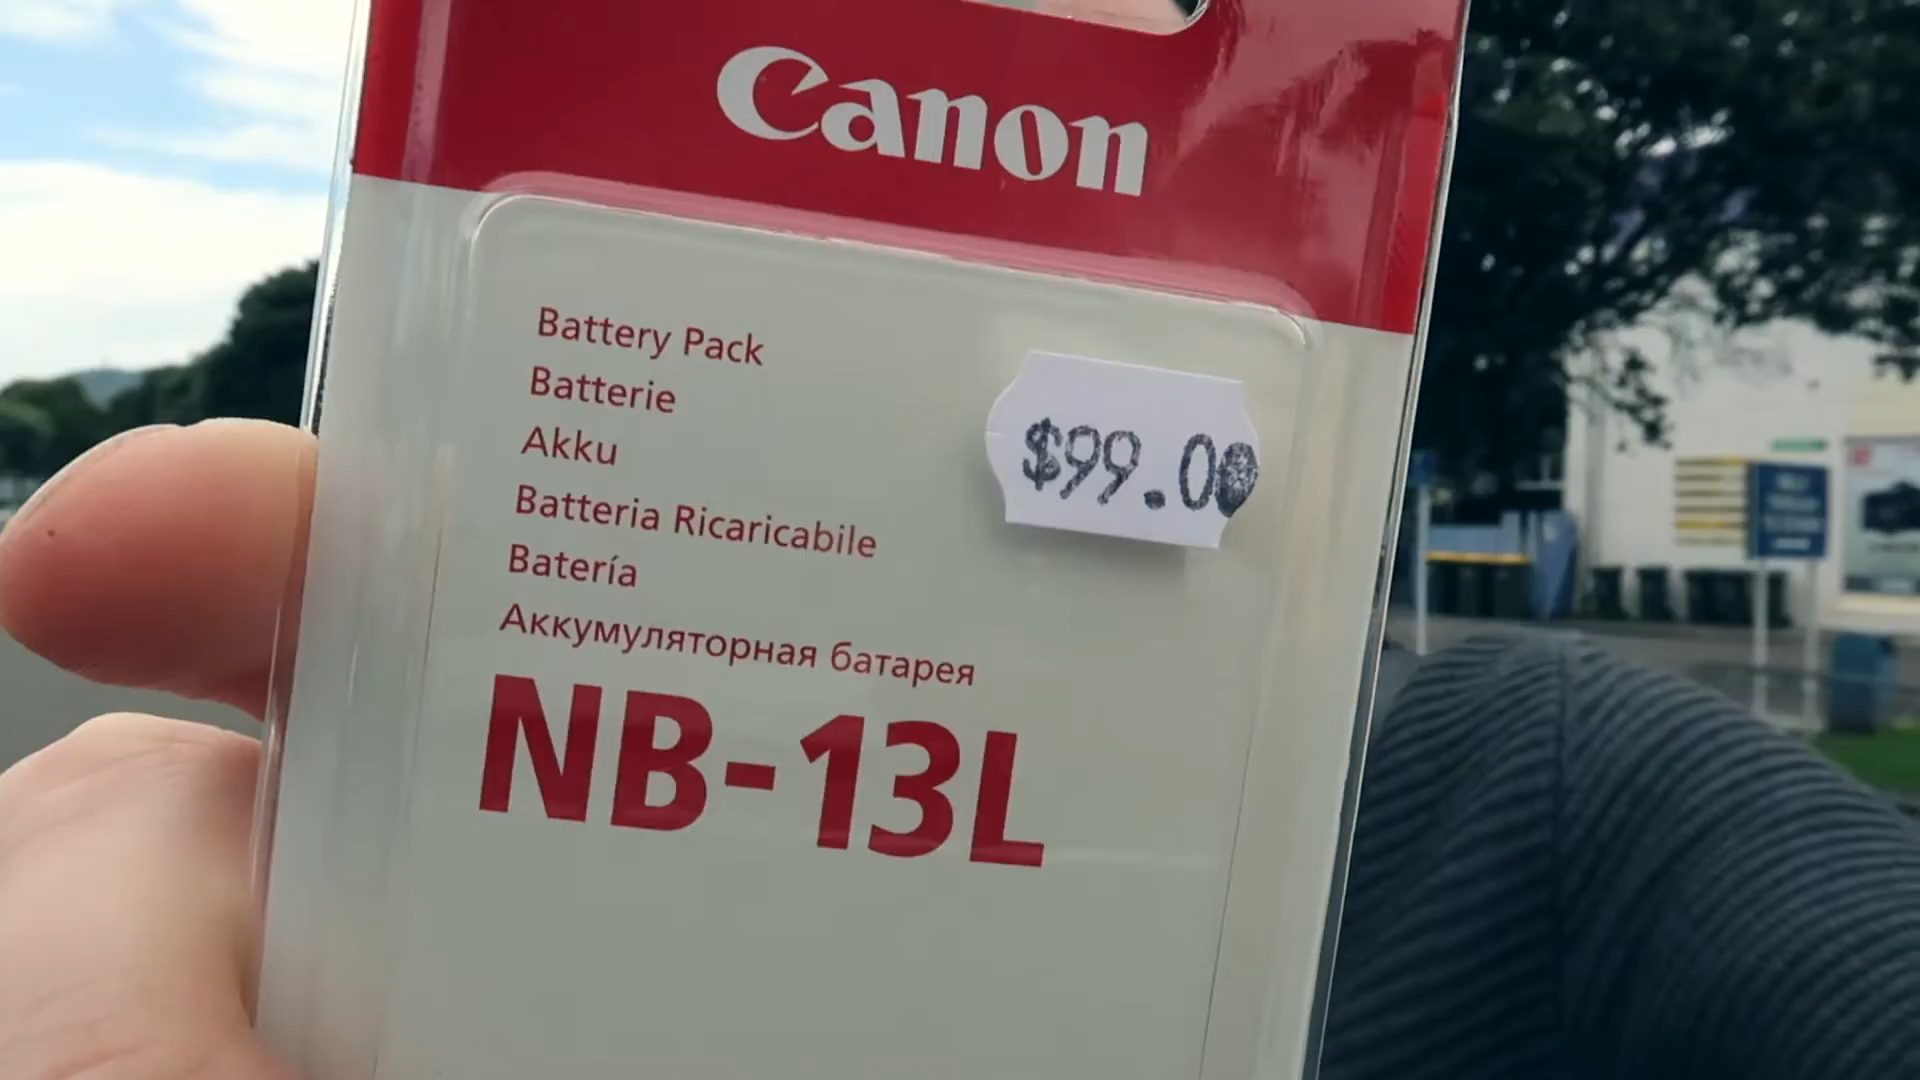 Canon
Battery Pack
Batterie
Akku
Batteria Ricaricabile
Batería
Аккумуляторная батарея
$99.00
NB-13L